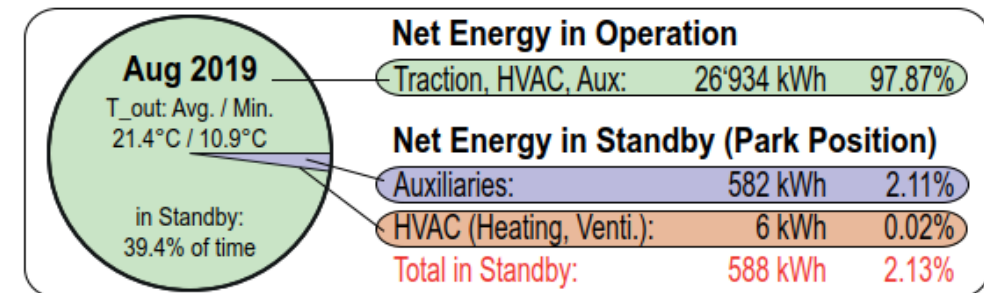 Aug 2019
T_out: Avg. / Min.
21.4°C / 10.9°C
in Standby:
39.4% of time
Net Energy in Operation
Traction, HVAC, Aux: 26'934 kWh 97.87%
Net Energy in Standby (Park Position)
Auxiliaries: 582 kWh 2.11%
HVAC (Heating, Venti.): 6 kWh 0.02%
Total in Standby: 588 kWh 2.13%